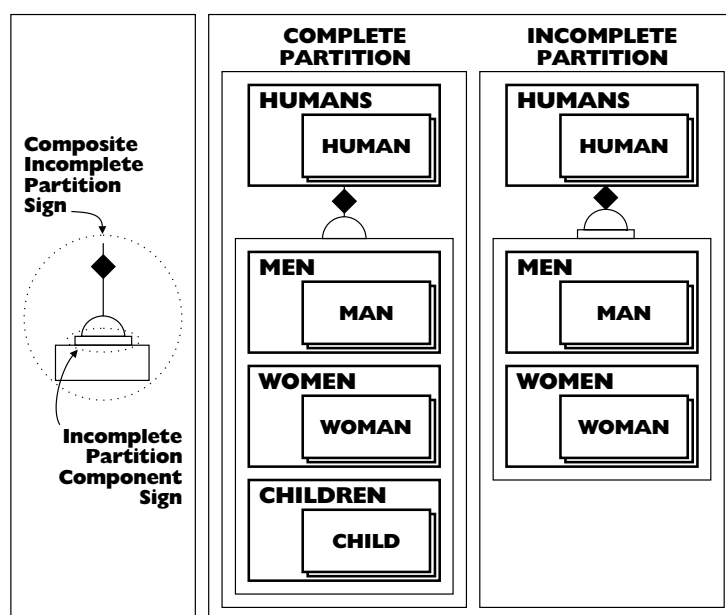 Composite
Incomplete
Partition
Sign
Incomplete
Partition
Component
Sign
COMPLETE
PARTITION
HUMANS
HUMAN
MEN
MAN
WOMEN
WOMAN
CHILDREN
CHILD
INCOMPLETE
PARTITION
HUMANS
HUMAN
MEN
MAN
WOMEN
WOMAN